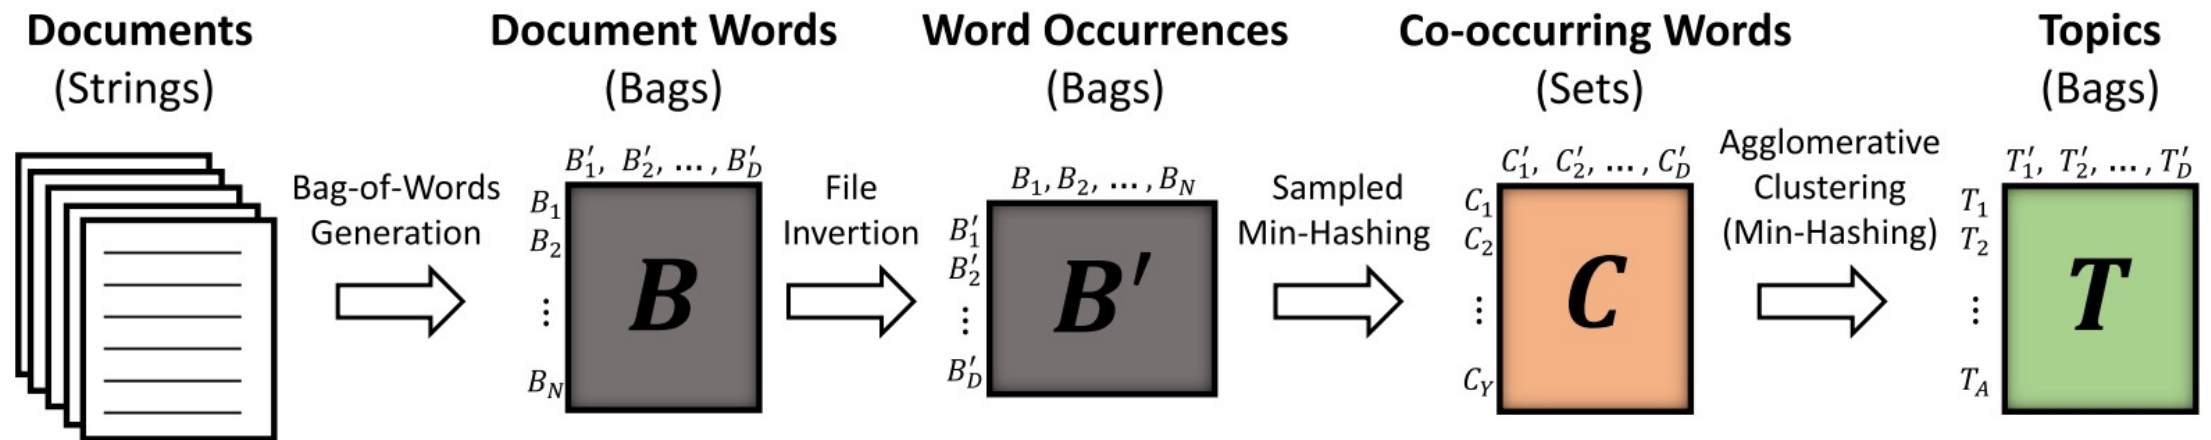 Documents
(Strings)
Bag-of-Words
Generation
Document Words
(Bags)
B′1, B′2, ... , B′D
B1
B2
⋮
BN
B
File
Invertion
Word Occurrences
(Bags)
B1, B2, ... , BN
B′1
B′2
⋮
B′D
B′
Sampled
Min-Hashing
Co-occurring Words
(Sets)
C′1, C′2, ... , C′D
C1
C2
⋮
CY
C
Agglomerative
Clustering
(Min-Hashing)
Topics
(Bags)
T′1, T′2, ... , T′D
T1
T2
⋮
TA
T